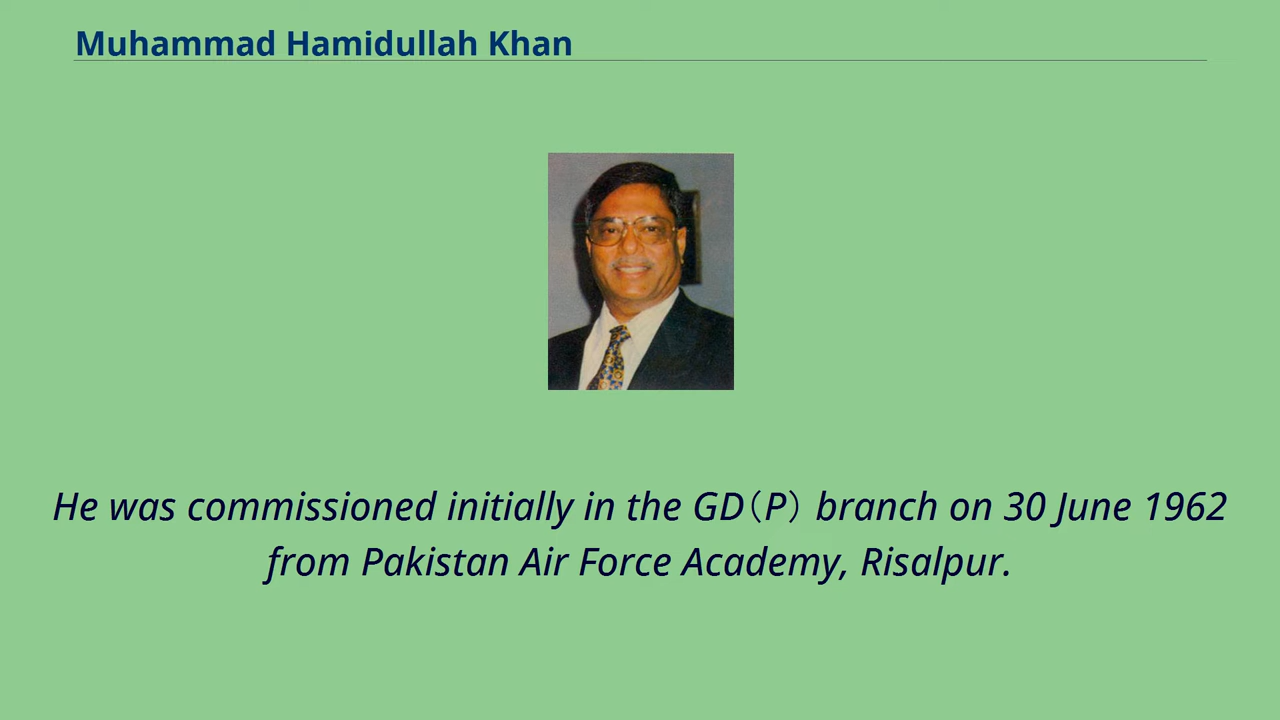 Muhammad Hamidullah Khan
He was commissioned initially in the GD（P） branch on 30 June 1962
from Pakistan Air Force Academy, Risalpur.